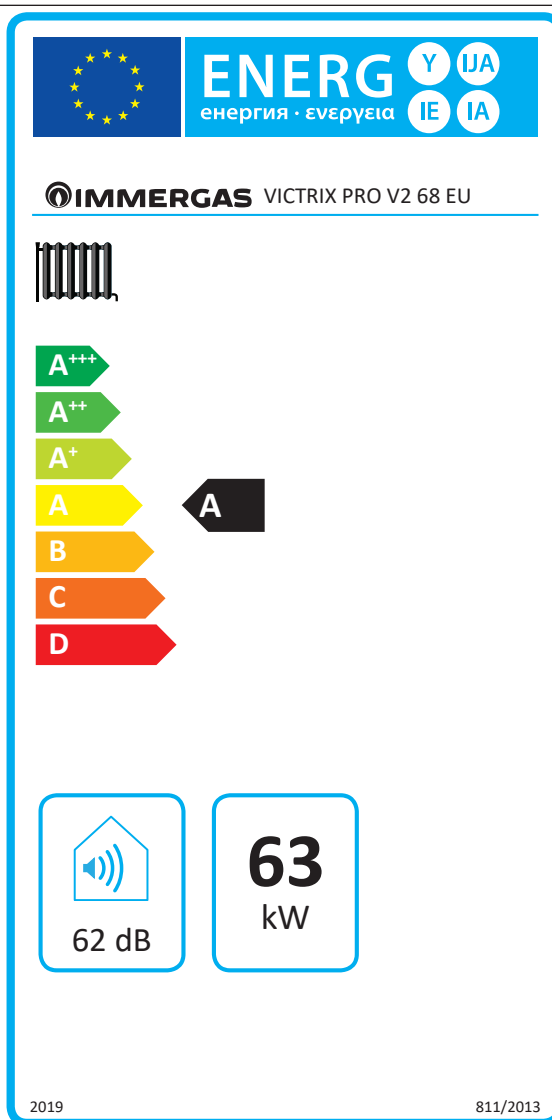 ENERG Y IJA
енергия · ενεργεια IE IA
IMMERGAS VICTRIX PRO V2 68 EU
A+++
A++
A+
A
A
B
C
D
62 dB
63
kW
2019
811/2013